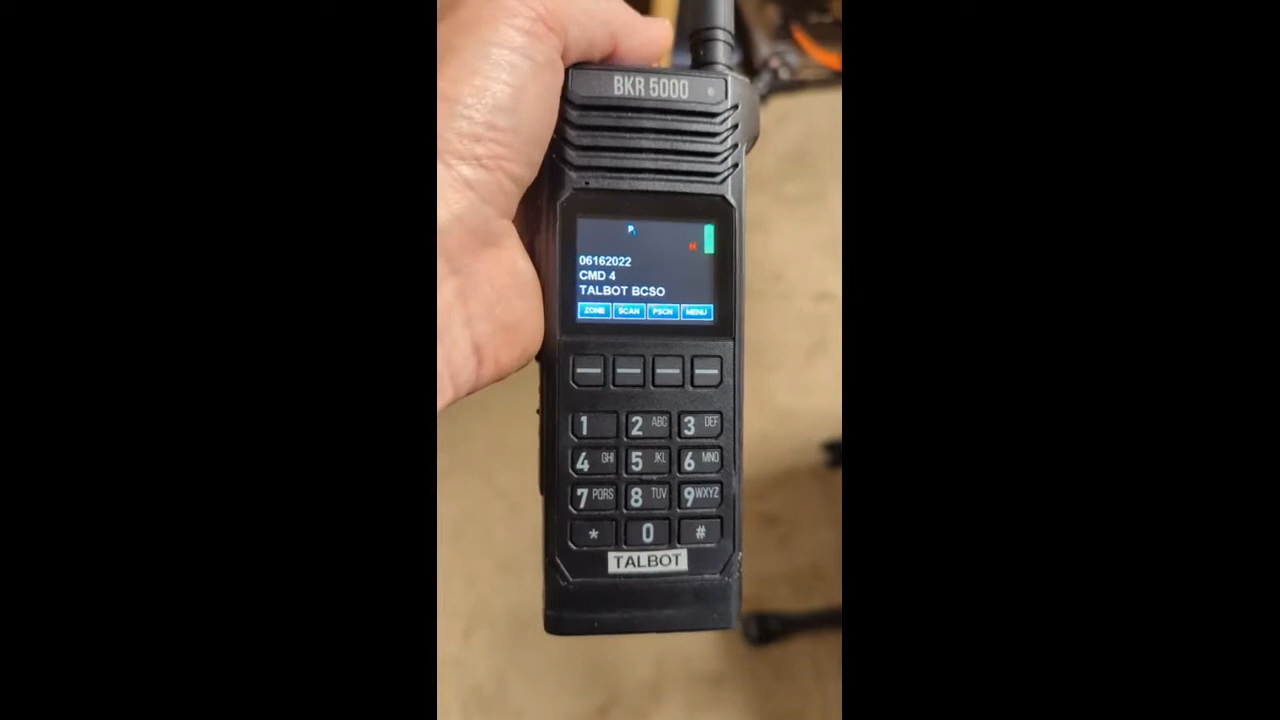 BKR 5000
P
H
06162022
CMD 4
TALBOT BCSO
ZONE SCAN PSCN MENU
1 2 ABC 3 DEF
4 GHI 5 JKL 6 MNO
7 PQRS 8 TUV 9 WXYZ
* 0 #
TALBOT